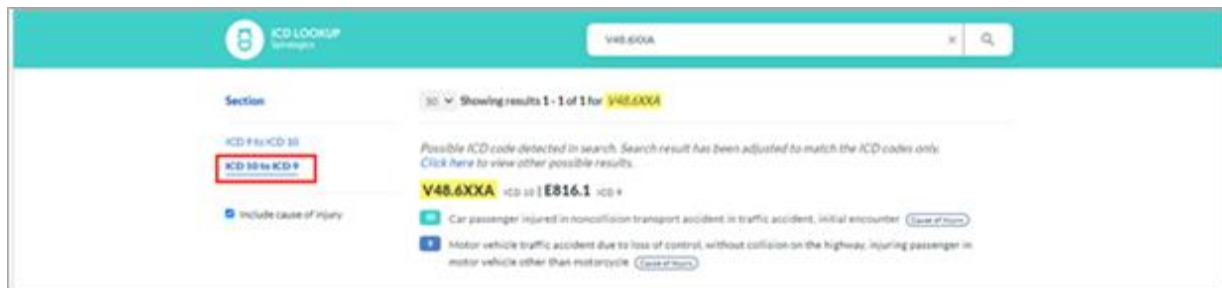 ICD LOOKUP
V48.6XXA
Section
10 Showing results 1 - 1 of 1 for V48.6XXA
ICD 9 to ICD 10
Possible ICD code detected in search. Search result has been adjusted to match the ICD codes only.
ICD 10 to ICD 9
Click here to view other possible results.
V48.6XXA ICD 10 | E816.1 ICD 9
Include cause of injury
10 Car passenger injured in noncollision transport accident in traffic accident, initial encounter Cause of Injury
9 Motor vehicle traffic accident due to loss of control, without collision on the highway, injuring passenger in
motor vehicle other than motorcycle Cause of Injury